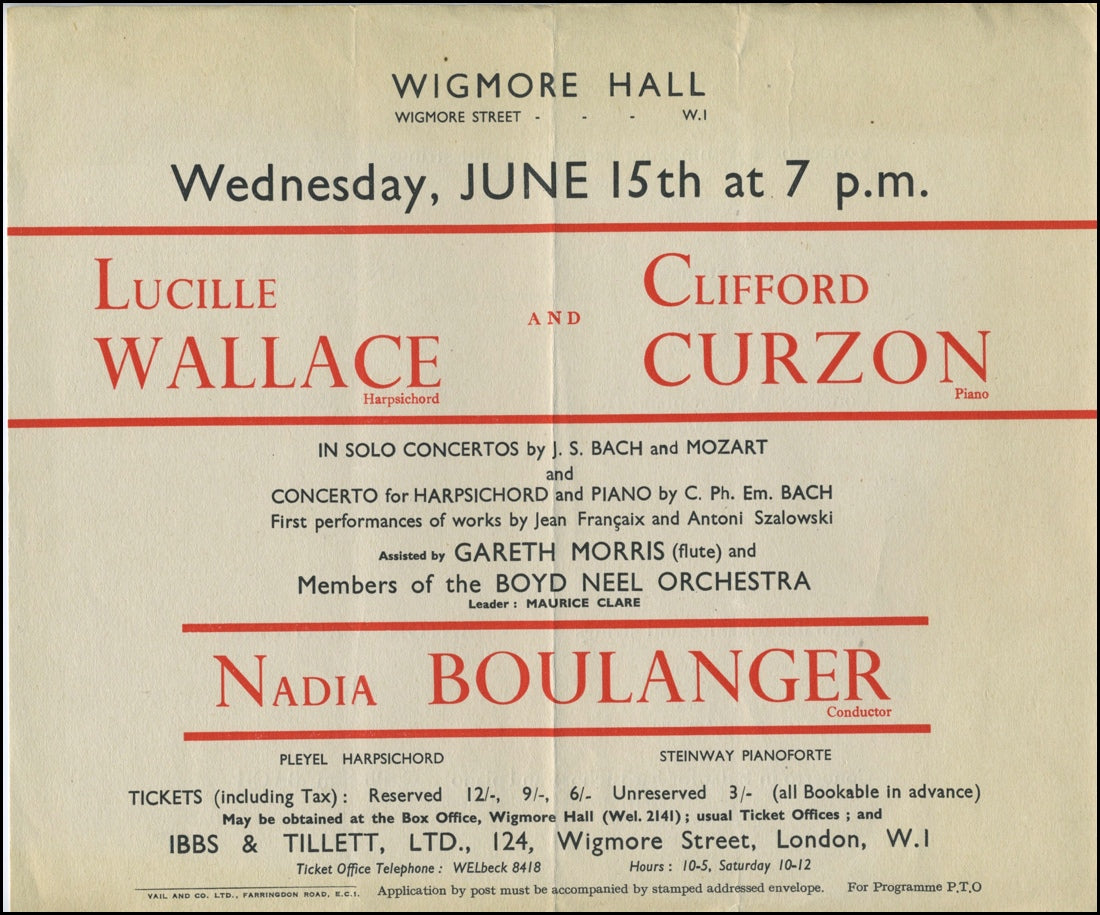 WIGMORE HALL
WIGMORE STREET - - - W.1
Wednesday, JUNE 15th at 7 p.m.
LUCILLE WALLACE
Harpsichord
AND
CLIFFORD CURZON
Piano
IN SOLO CONCERTOS by J. S. BACH and MOZART
and
CONCERTO for HARPSICHORD and PIANO by C. Ph. Em. BACH
First performances of works by Jean Françaix and Antoni Szalowski
Assisted by GARETH MORRIS (flute) and
Members of the BOYD NEEL ORCHESTRA
Leader : MAURICE CLARE
NADIA BOULANGER
Conductor
PLEYEL HARPSICHORD STEINWAY PIANOFORTE
TICKETS (including Tax) : Reserved 12/-, 9/-, 6/- Unreserved 3/- (all Bookable in advance)
May be obtained at the Box Office, Wigmore Hall (Wel. 2141) ; usual Ticket Offices ; and
IBBS & TILLETT, LTD., 124, Wigmore Street, London, W.1
Ticket Office Telephone : WELbeck 8418 Hours : 10-5, Saturday 10-12
VAIL AND CO. LTD., FARRINGDON ROAD, E.C.1. Application by post must be accompanied by stamped addressed envelope. For Programme P.T.O